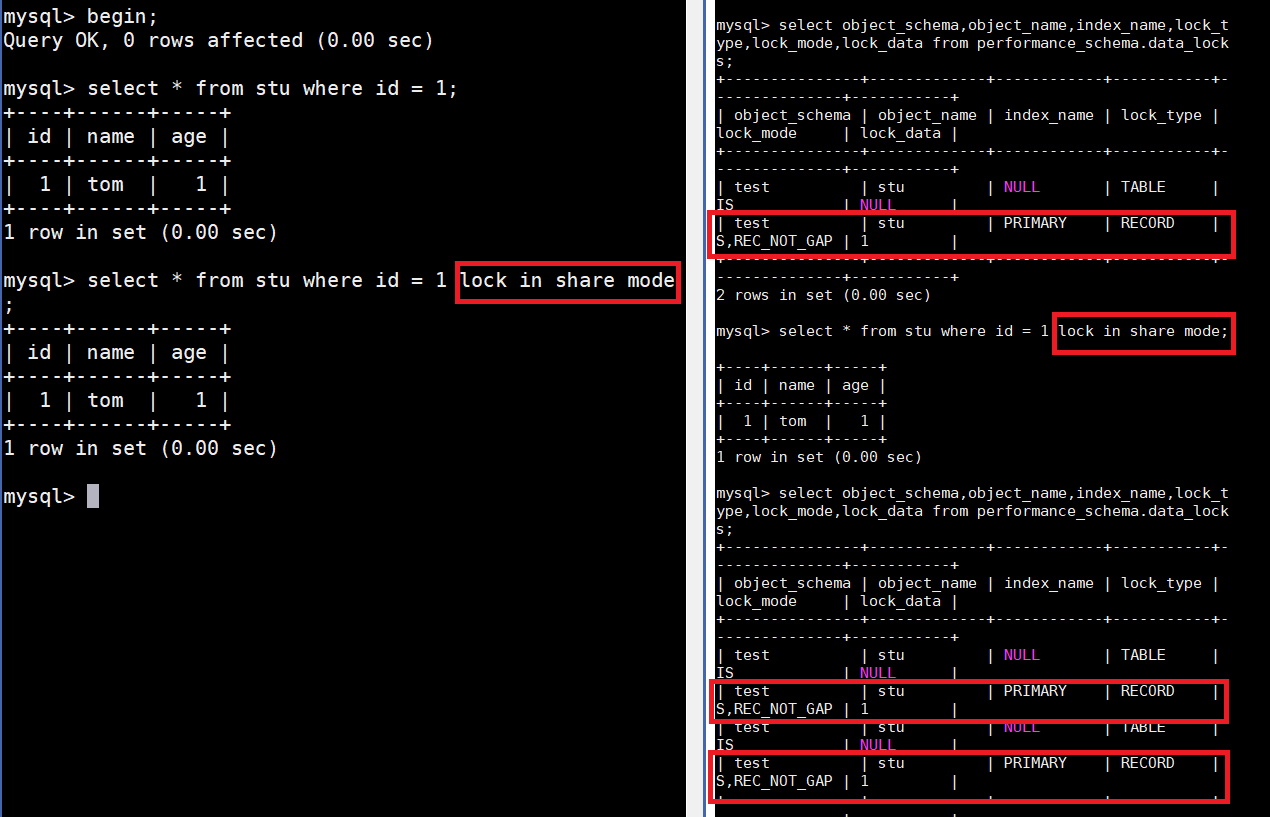 mysql> begin;
Query OK, 0 rows affected (0.00 sec)
mysql> select * from stu where id = 1;
+----+------+-----+
| id | name | age |
+----+------+-----+
|  1 | tom  |   1 |
+----+------+-----+
1 row in set (0.00 sec)
mysql> select * from stu where id = 1 lock in share mode
;
+----+------+-----+
| id | name | age |
+----+------+-----+
|  1 | tom  |   1 |
+----+------+-----+
1 row in set (0.00 sec)
mysql>
mysql> select object_schema,object_name,index_name,lock_t
ype,lock_mode,lock_data from performance_schema.data_lock
s;
+---------------+-------------+------------+-----------+-
--------------+-----------+
| object_schema | object_name | index_name | lock_type |
lock_mode     | lock_data |
+---------------+-------------+------------+-----------+-
--------------+-----------+
| test          | stu         | NULL       | TABLE     |
IS            | NULL      |
| test          | stu         | PRIMARY    | RECORD    |
S,REC_NOT_GAP | 1         |
+---------------+-------------+------------+-----------+-
--------------+-----------+
2 rows in set (0.00 sec)
mysql> select * from stu where id = 1 lock in share mode;
+----+------+-----+
| id | name | age |
+----+------+-----+
|  1 | tom  |   1 |
+----+------+-----+
1 row in set (0.00 sec)
mysql> select object_schema,object_name,index_name,lock_t
ype,lock_mode,lock_data from performance_schema.data_lock
s;
+---------------+-------------+------------+-----------+-
--------------+-----------+
| object_schema | object_name | index_name | lock_type |
lock_mode     | lock_data |
+---------------+-------------+------------+-----------+-
--------------+-----------+
| test          | stu         | NULL       | TABLE     |
IS            | NULL      |
| test          | stu         | PRIMARY    | RECORD    |
S,REC_NOT_GAP | 1         |
| test          | stu         | NULL       | TABLE     |
IS            | NULL      |
| test          | stu         | PRIMARY    | RECORD    |
S,REC_NOT_GAP | 1         |